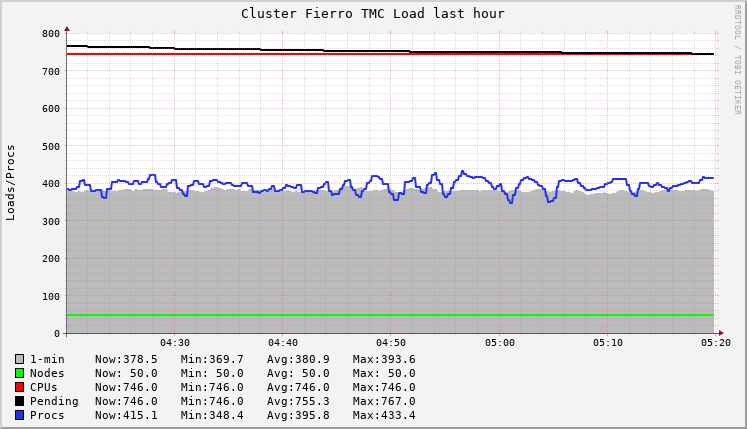 Cluster Fierro TMC Load last hour
RRDTOOL / TOBI OETIKER
Loads/Procs
800
700
600
500
400
300
200
100
0
04:30 04:40 04:50 05:00 05:10 05:20
1-min Now:378.5 Min:369.7 Avg:380.9 Max:393.6
Nodes Now: 50.0 Min: 50.0 Avg: 50.0 Max: 50.0
CPUs Now:746.0 Min:746.0 Avg:746.0 Max:746.0
Pending Now:746.0 Min:746.0 Avg:755.3 Max:767.0
Procs Now:415.1 Min:348.4 Avg:395.8 Max:433.4